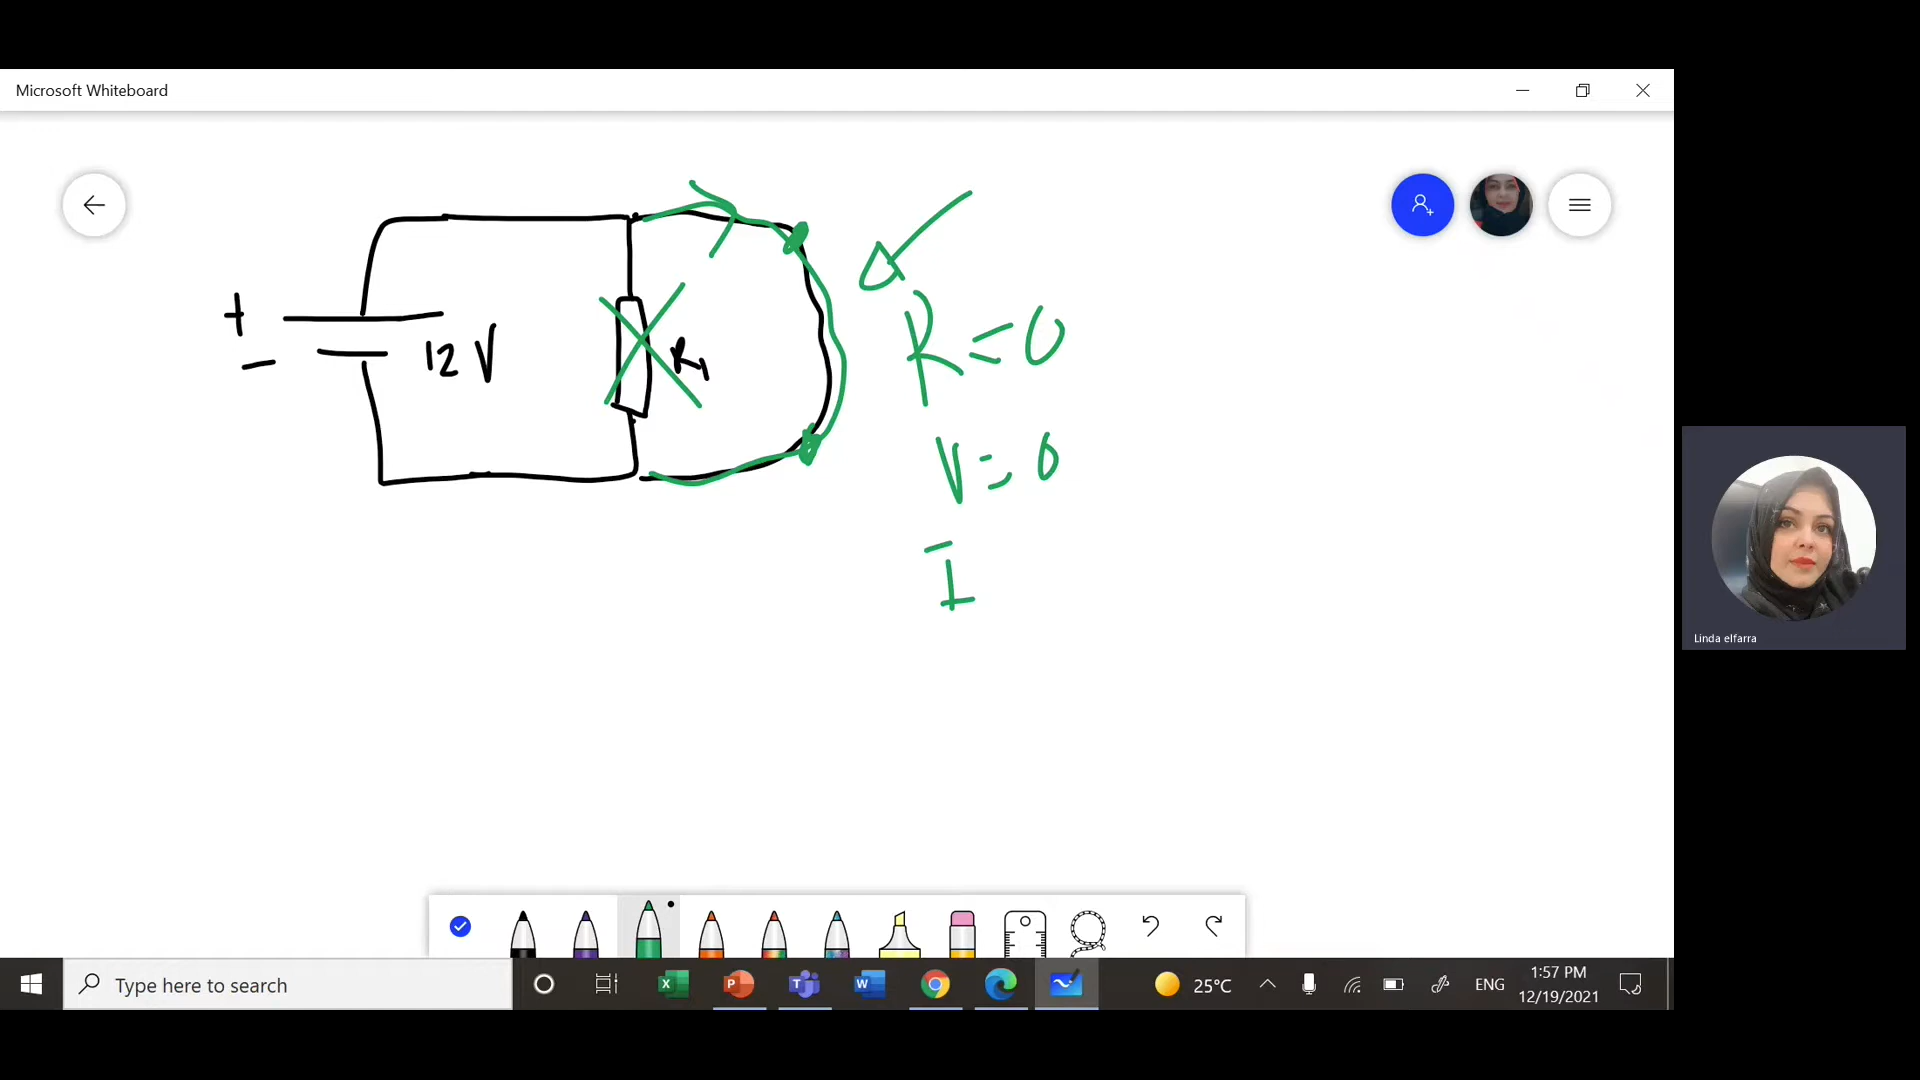 Microsoft Whiteboard
+
-
12 V
R1
R=0
V=0
I
Linda elfarra
Type here to search
25°C
ENG
1:57 PM
12/19/2021